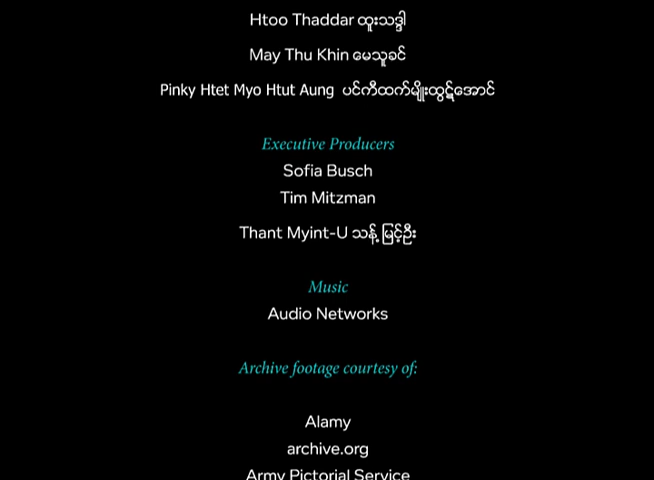 Htoo Thaddar ထူးသဒ္ဒါ
May Thu Khin မေသူခင်
Pinky Htet Myo Htut Aung ပင်ကီထက်မျိုးထွဋ်အောင်
Executive Producers
Sofia Busch
Tim Mitzman
Thant Myint-U သန့်မြင့်ဦး
Music
Audio Networks
Archive footage courtesy of:
Alamy
archive.org
Army Pictorial Service